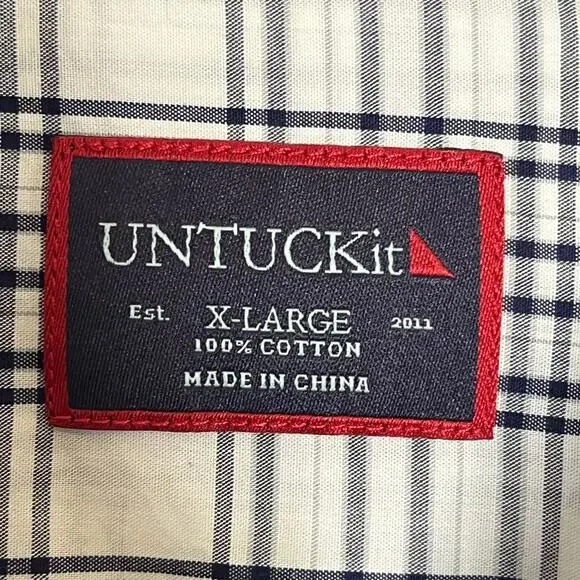 UNTUCKit
Est. X-LARGE 2011
100% COTTON
MADE IN CHINA